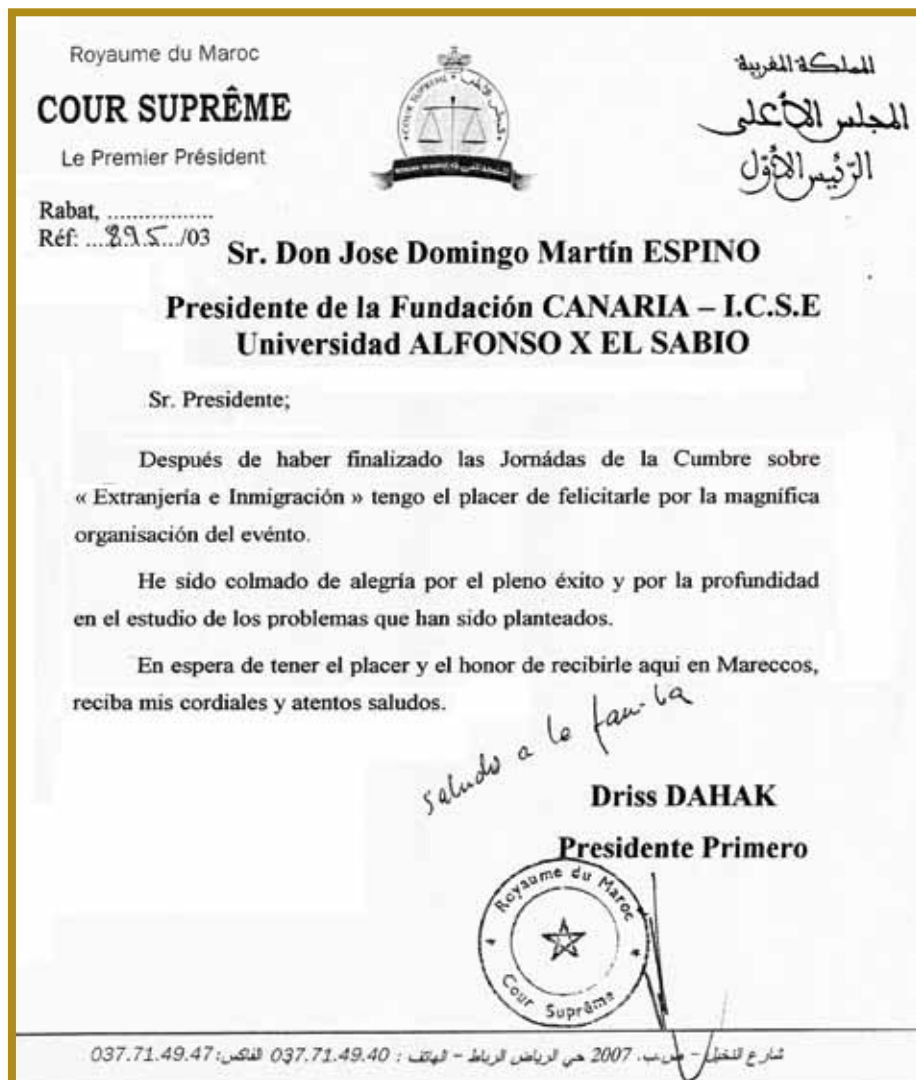 Royaume du Maroc
COUR SUPRÊME
Le Premier Président
المملكة المغربية
المجلس الأعلى
الرئيس الأول
Rabat, .................
Réf: ....895.../03
Sr. Don Jose Domingo Martín ESPINO
Presidente de la Fundación CANARIA – I.C.S.E
Universidad ALFONSO X EL SABIO
Sr. Presidente;
Después de haber finalizado las Jornádas de la Cumbre sobre
« Extranjería e Inmigración » tengo el placer de felicitarle por la magnífica
organisación del evénto.
He sido colmado de alegría por el pleno éxito y por la profundidad
en el estudio de los problemas que han sido planteados.
En espera de tener el placer y el honor de recibirle aqui en Mareccos,
reciba mis cordiales y atentos saludos.
saludo a la familia
Driss DAHAK
Presidente Primero
Royaume du Maroc
Cour Suprême
شارع النخيل – ص.ب. 2007 حي الرياض الرباط – الهاتف : 037.71.49.40 الفاكس: 037.71.49.47